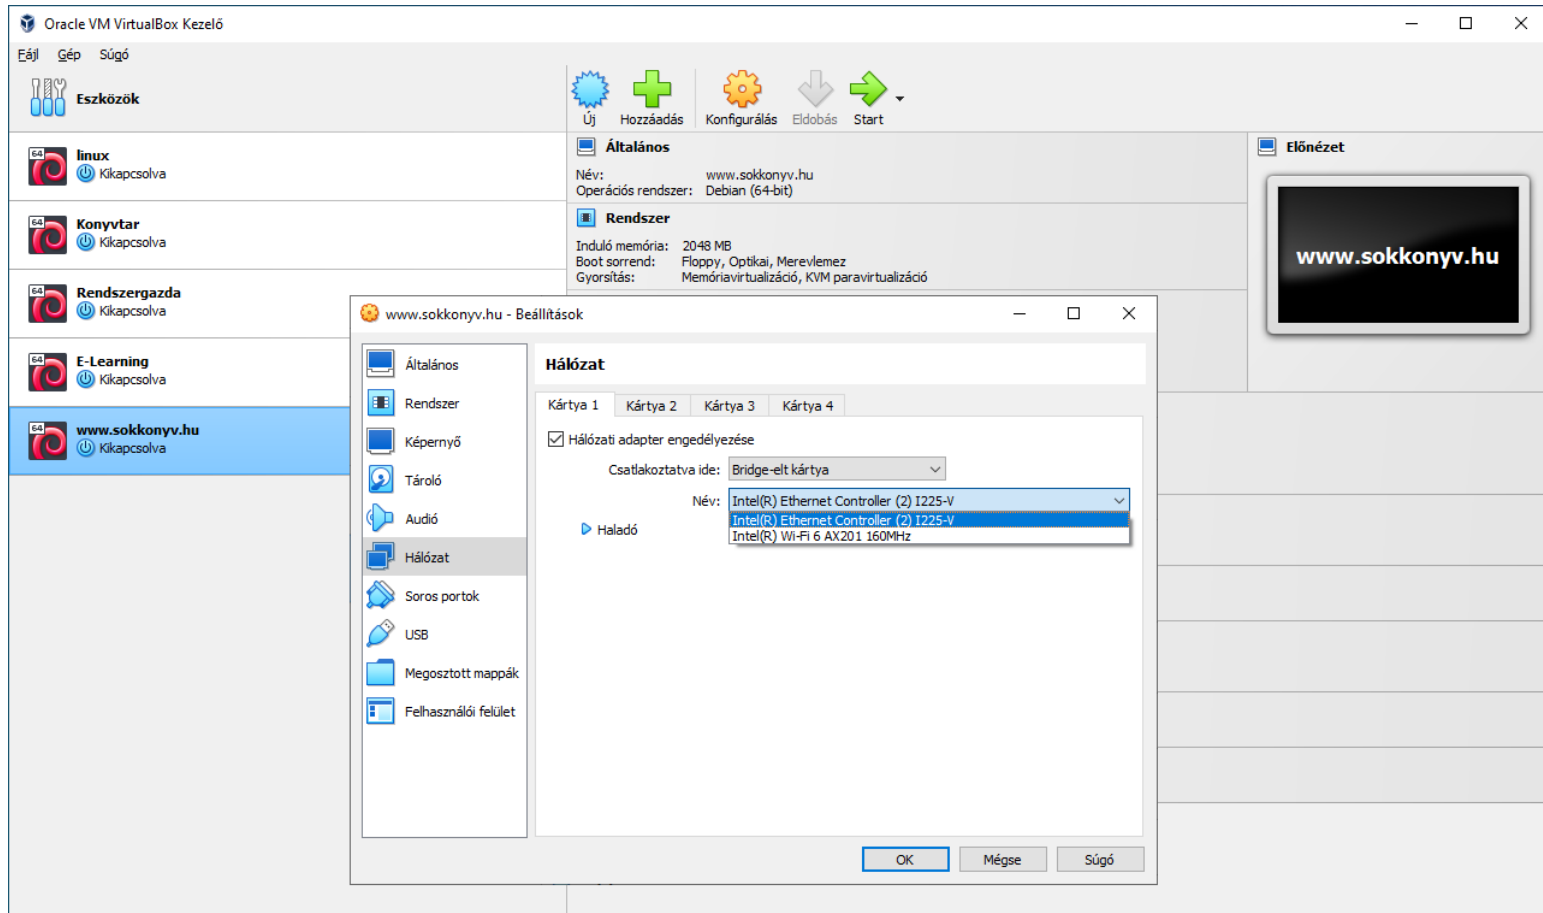 Oracle VM VirtualBox Kezelő
Fájl Gép Súgó
Eszközök
Új Hozzáadás Konfigurálás Eldobás Start
64 linux
Kikapcsolva
64 Konyvtar
Kikapcsolva
64 Rendszergazda
Kikapcsolva
64 E-Learning
Kikapcsolva
64 www.sokkonyv.hu
Kikapcsolva
Általános
Név: www.sokkonyv.hu
Operációs rendszer: Debian (64-bit)
Rendszer
Induló memória: 2048 MB
Boot sorrend: Floppy, Optikai, Merevlemez
Gyorsítás: Memóriavirtualizáció, KVM paravirtualizáció
Előnézet
www.sokkonyv.hu
www.sokkonyv.hu - Beállítások
Általános
Rendszer
Képernyő
Tároló
Audió
Hálózat
Soros portok
USB
Megosztott mappák
Felhasználói felület
Hálózat
Kártya 1 Kártya 2 Kártya 3 Kártya 4
Hálózati adapter engedélyezése
Csatlakoztatva ide: Bridge-elt kártya
Név: Intel(R) Ethernet Controller (2) I225-V
Intel(R) Ethernet Controller (2) I225-V
Intel(R) Wi-Fi 6 AX201 160MHz
Haladó
OK Mégse Súgó